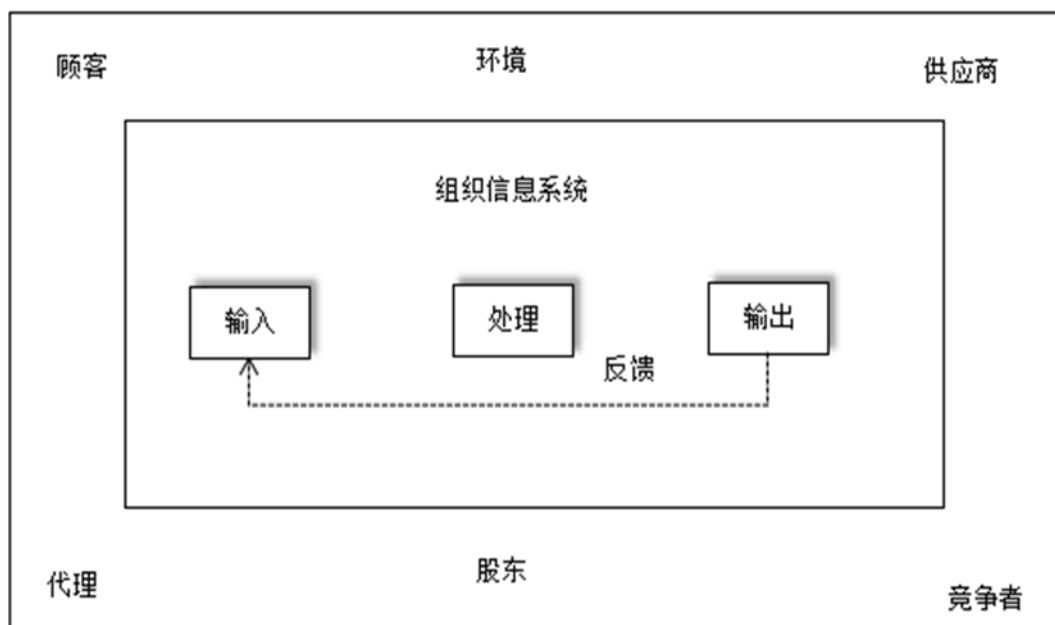 顾客
环境
供应商
组织信息系统
输入
处理
输出
反馈
代理
股东
竞争者